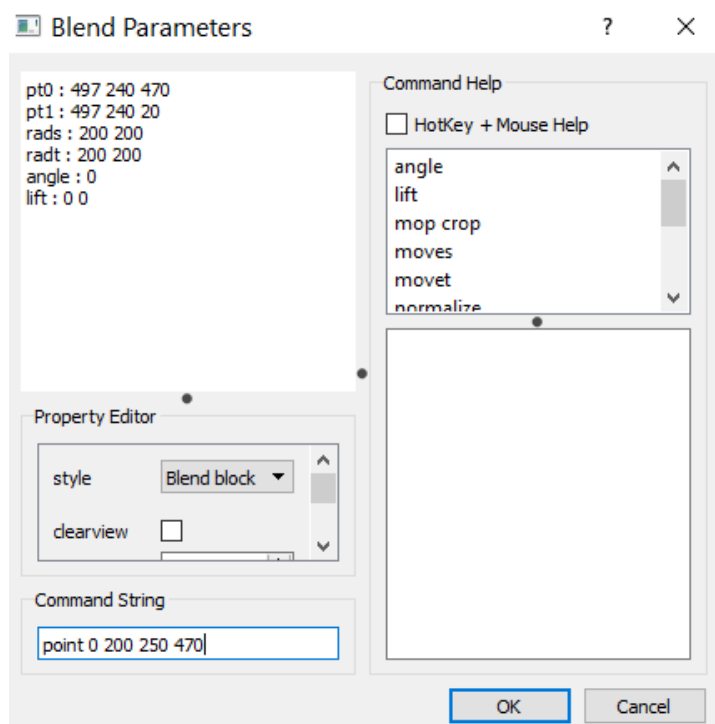 Blend Parameters
?
pt0 : 497 240 470
pt1 : 497 240 20
rads : 200 200
radt : 200 200
angle : 0
lift : 0 0
Property Editor
style Blend block
clearview
Command String
point 0 200 250 470
Command Help
HotKey + Mouse Help
angle
lift
mop crop
moves
movet
normalize
OK Cancel